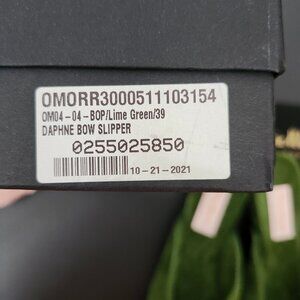 OMORR3000511103154
OM04-04-BOP/Lime Green/39
DAPHNE BOW SLIPPER
0255025850
10-21-2021